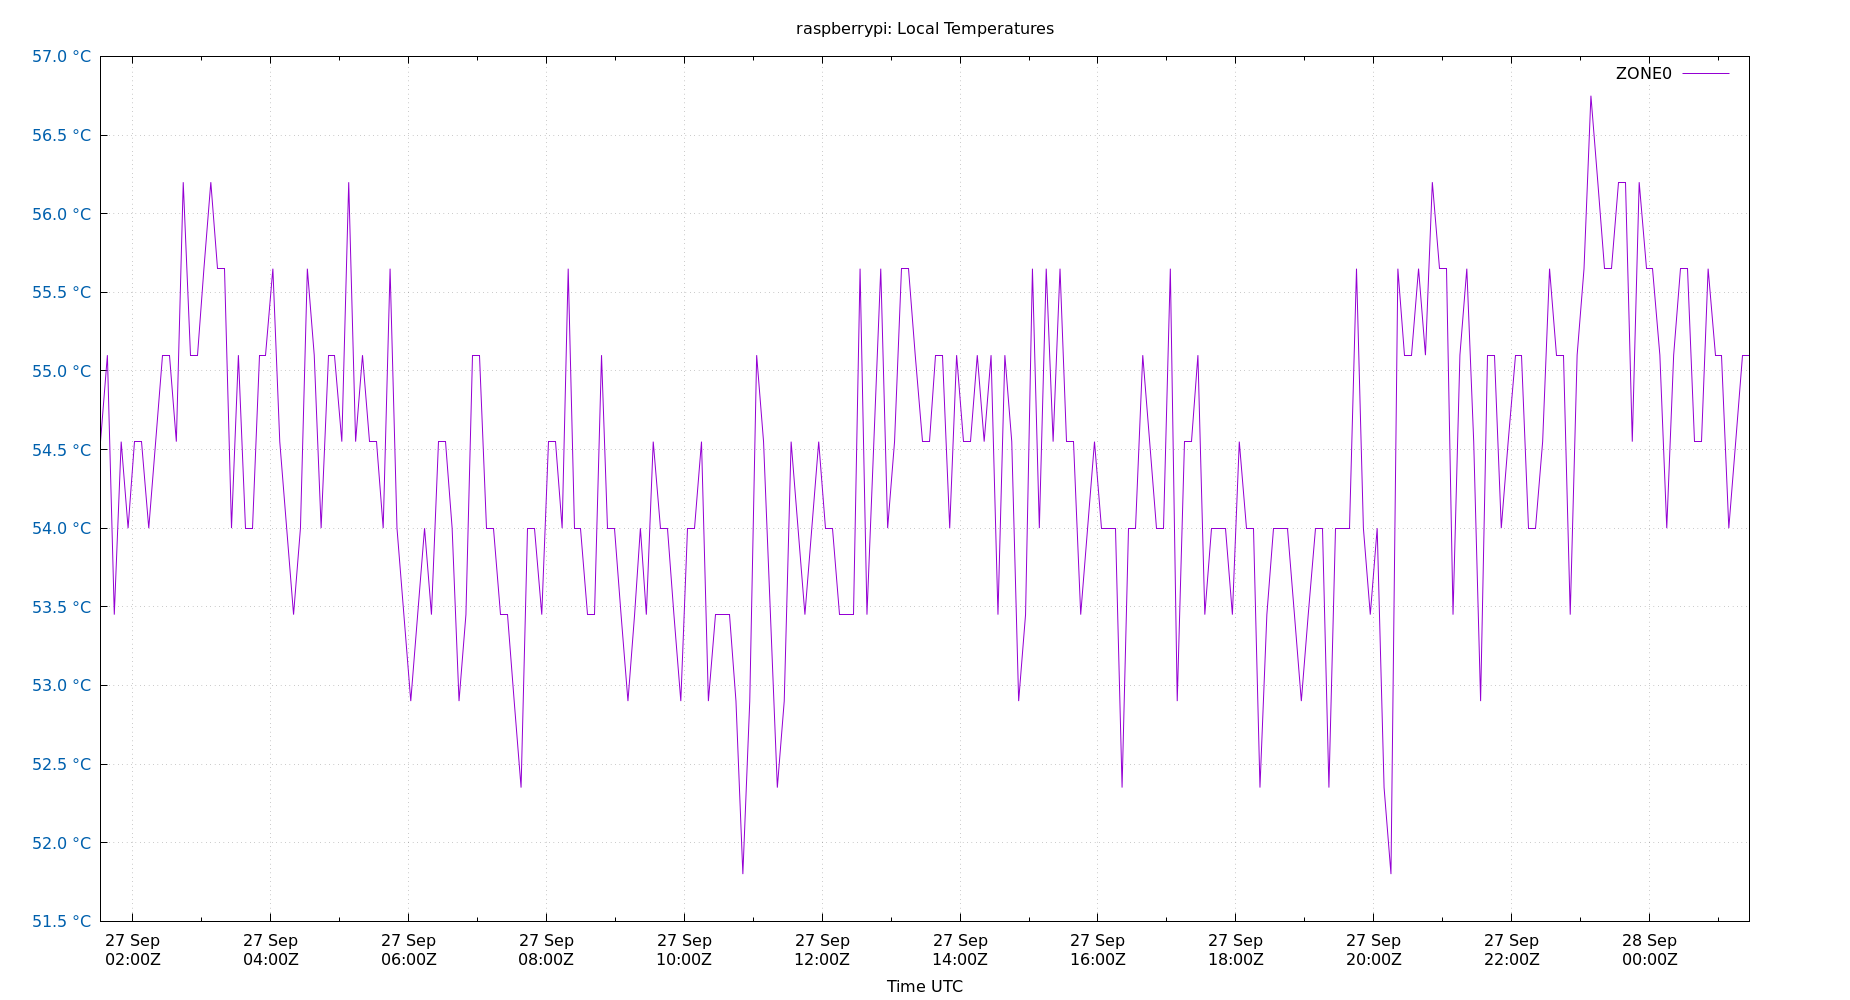 raspberrypi: Local Temperatures
57.0 °C
ZONE0
56.5 °C
56.0 °C
55.5 °C
55.0 °C
54.5 °C
54.0 °C
53.5 °C
53.0 °C
52.5 °C
52.0 °C
51.5 °C
27 Sep 27 Sep 27 Sep 27 Sep 27 Sep 27 Sep 27 Sep 27 Sep 27 Sep 27 Sep 27 Sep 28 Sep
02:00Z 04:00Z 06:00Z 08:00Z 10:00Z 12:00Z 14:00Z 16:00Z 18:00Z 20:00Z 22:00Z 00:00Z
Time UTC